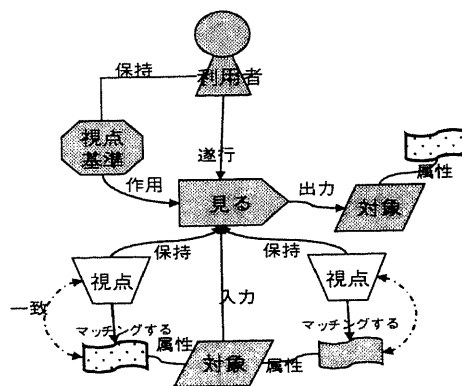 保持
利用者
視点
基準
遂行
作用
見る
出力
属性
対象
保持
保持
視点
入力
視点
一致
マッチングする
マッチングする
属性
対象
属性